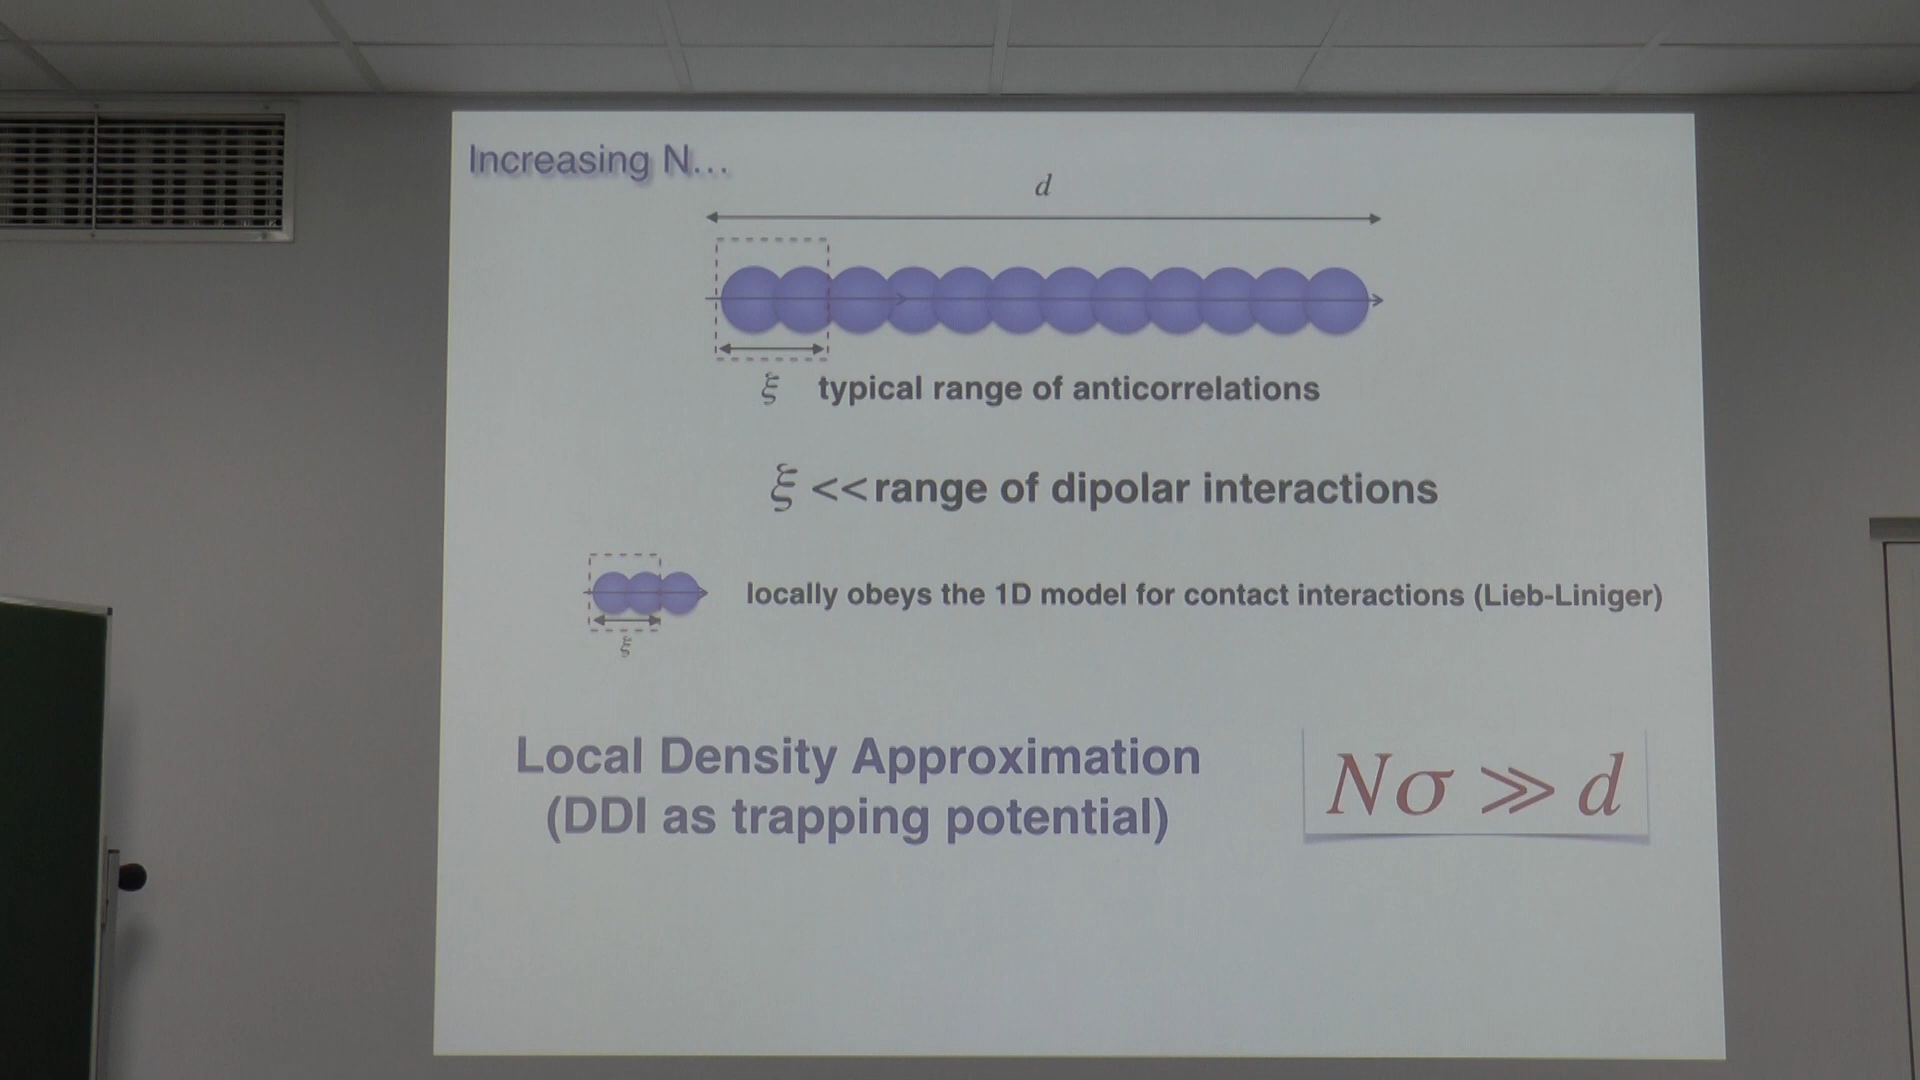 Increasing N...
d
ξ typical range of anticorrelations
ξ << range of dipolar interactions
locally obeys the 1D model for contact interactions (Lieb-Liniger)
ξ
Local Density Approximation
(DDI as trapping potential)
Nσ ≫ d